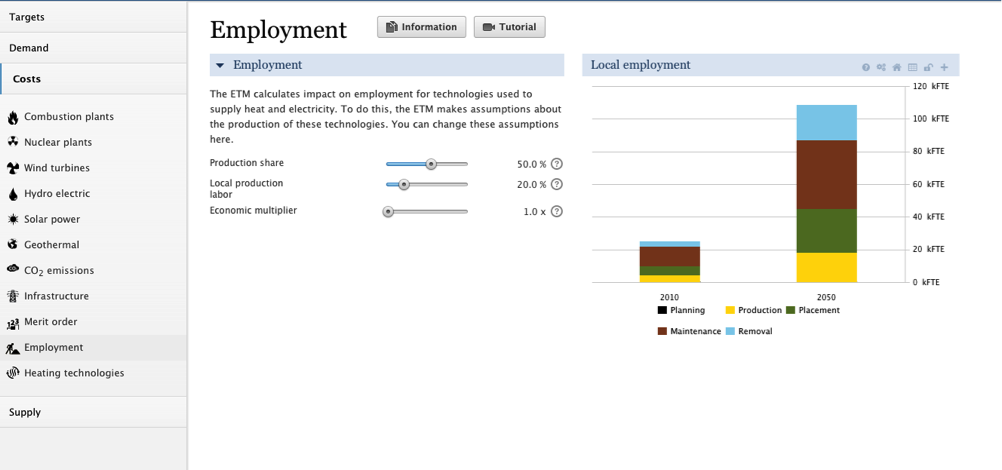 Targets
Demand
Costs
Combustion plants
Nuclear plants
Wind turbines
Hydro electric
Solar power
Geothermal
CO2 emissions
Infrastructure
Merit order
Employment
Heating technologies
Supply
Employment
Information
Tutorial
Employment
The ETM calculates impact on employment for technologies used to
supply heat and electricity. To do this, the ETM makes assumptions about
the production of these technologies. You can change these assumptions
here.
Production share 50.0 % ?
Local production
labor 20.0 % ?
Economic multiplier 1.0 x ?
Local employment
120 kFTE
100 kFTE
80 kFTE
60 kFTE
40 kFTE
20 kFTE
0 kFTE
2010 2050
Planning Production Placement
Maintenance Removal